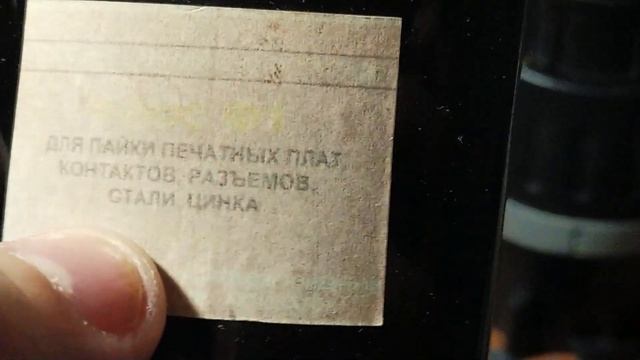 ДЛЯ ПАЙКИ ПЕЧАТНЫХ ПЛАТ,
КОНТАКТОВ, РАЗЪЕМОВ,
СТАЛИ, ЦИНКА